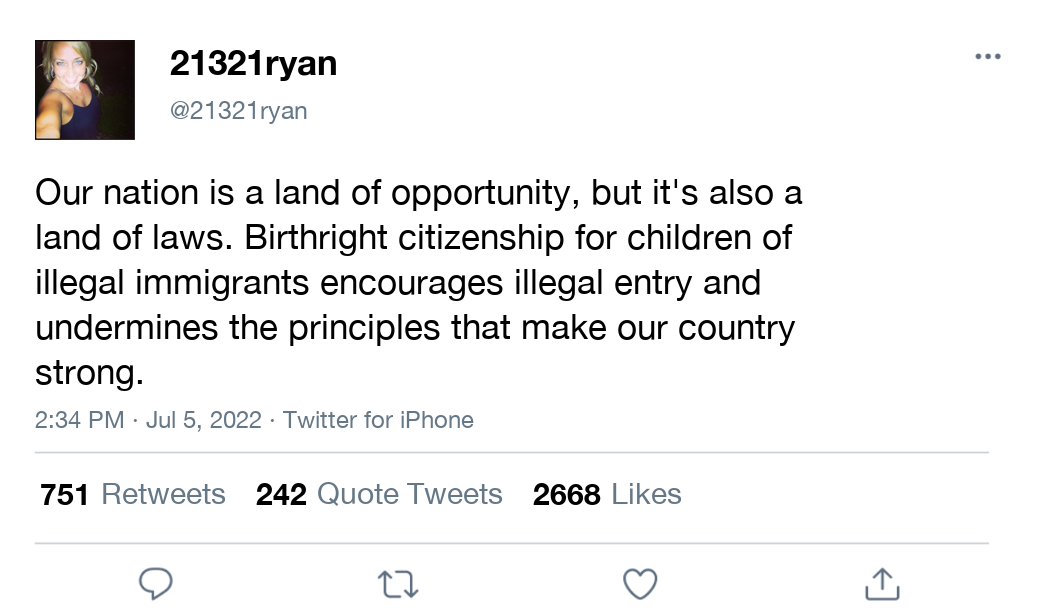 21321ryan
@21321ryan
Our nation is a land of opportunity, but it's also a
land of laws. Birthright citizenship for children of
illegal immigrants encourages illegal entry and
undermines the principles that make our country
strong.
2:34 PM · Jul 5, 2022 · Twitter for iPhone
751 Retweets 242 Quote Tweets 2668 Likes